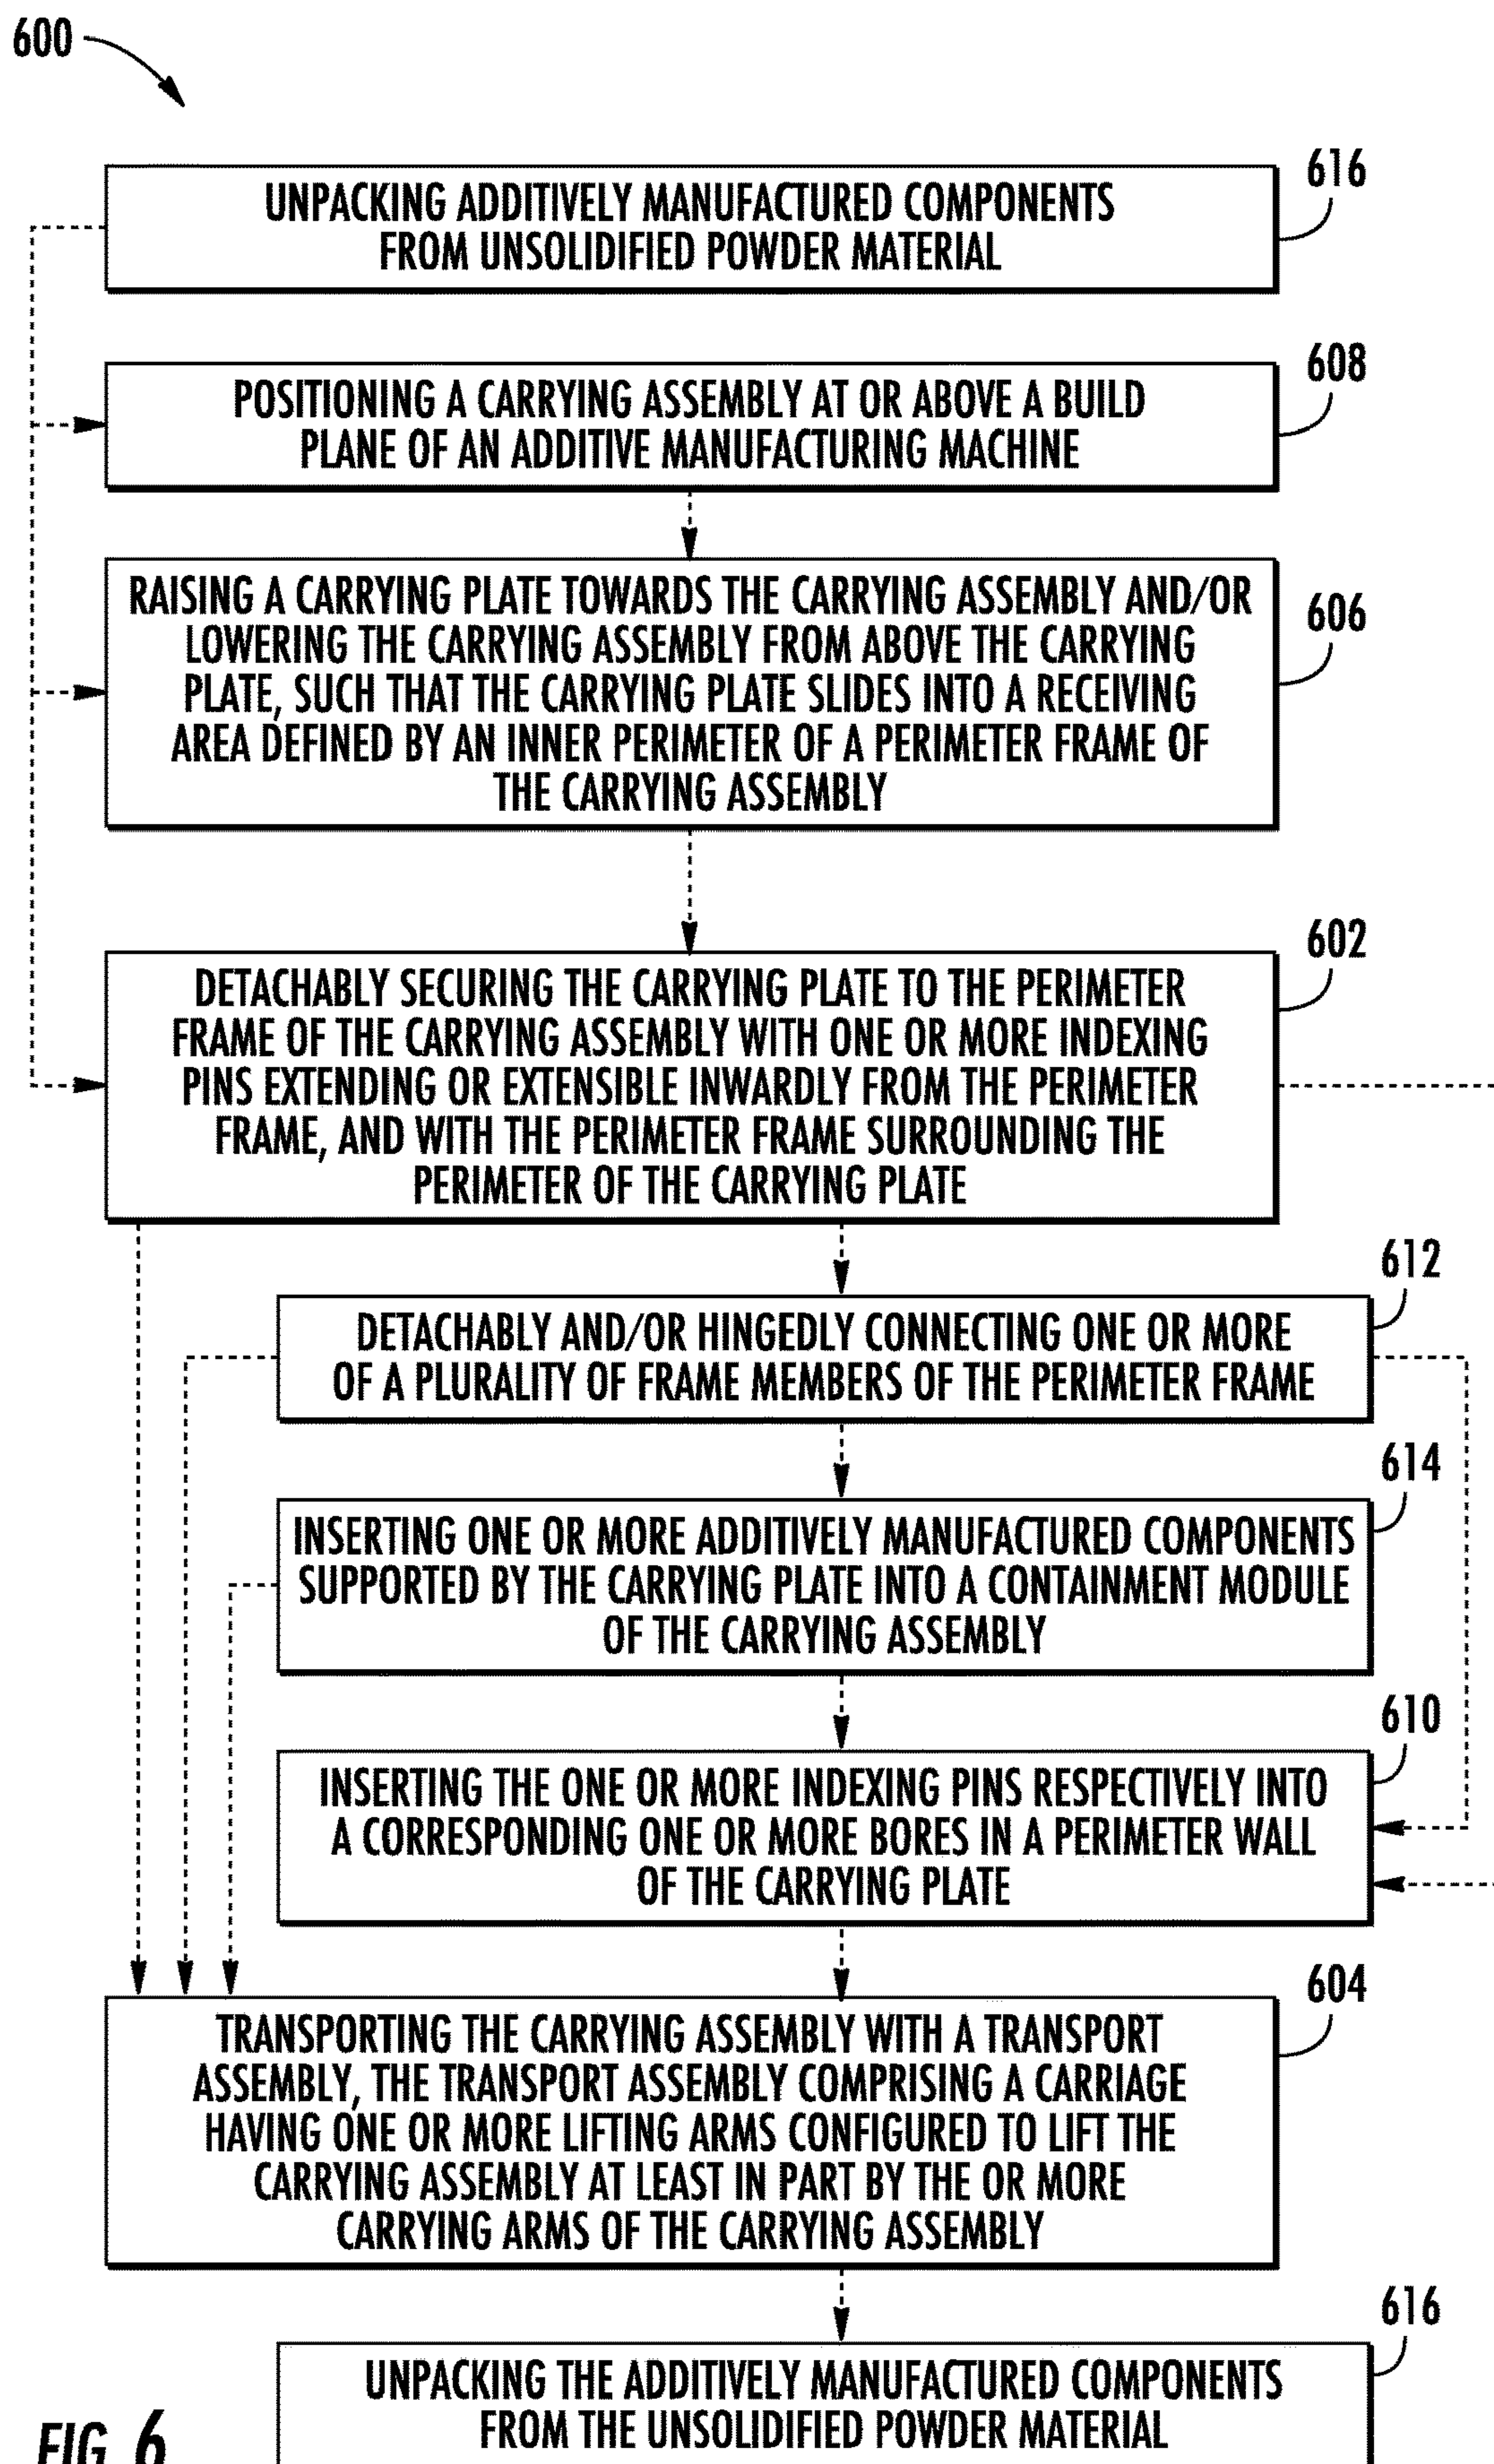 600
616
UNPACKING ADDITIVELY MANUFACTURED COMPONENTS
FROM UNSOLIDIFIED POWDER MATERIAL
608
POSITIONING A CARRYING ASSEMBLY AT OR ABOVE A BUILD
PLANE OF AN ADDITIVE MANUFACTURING MACHINE
606
RAISING A CARRYING PLATE TOWARDS THE CARRYING ASSEMBLY AND/OR
LOWERING THE CARRYING ASSEMBLY FROM ABOVE THE CARRYING
PLATE, SUCH THAT THE CARRYING PLATE SLIDES INTO A RECEIVING
AREA DEFINED BY AN INNER PERIMETER OF A PERIMETER FRAME OF
THE CARRYING ASSEMBLY
602
DETACHABLY SECURING THE CARRYING PLATE TO THE PERIMETER
FRAME OF THE CARRYING ASSEMBLY WITH ONE OR MORE INDEXING
PINS EXTENDING OR EXTENSIBLE INWARDLY FROM THE PERIMETER
FRAME, AND WITH THE PERIMETER FRAME SURROUNDING THE
PERIMETER OF THE CARRYING PLATE
612
DETACHABLY AND/OR HINGEDLY CONNECTING ONE OR MORE
OF A PLURALITY OF FRAME MEMBERS OF THE PERIMETER FRAME
614
INSERTING ONE OR MORE ADDITIVELY MANUFACTURED COMPONENTS
SUPPORTED BY THE CARRYING PLATE INTO A CONTAINMENT MODULE
OF THE CARRYING ASSEMBLY
610
INSERTING THE ONE OR MORE INDEXING PINS RESPECTIVELY INTO
A CORRESPONDING ONE OR MORE BORES IN A PERIMETER WALL
OF THE CARRYING PLATE
604
TRANSPORTING THE CARRYING ASSEMBLY WITH A TRANSPORT
ASSEMBLY, THE TRANSPORT ASSEMBLY COMPRISING A CARRIAGE
HAVING ONE OR MORE LIFTING ARMS CONFIGURED TO LIFT THE
CARRYING ASSEMBLY AT LEAST IN PART BY THE OR MORE
CARRYING ARMS OF THE CARRYING ASSEMBLY
616
UNPACKING THE ADDITIVELY MANUFACTURED COMPONENTS
FROM THE UNSOLIDIFIED POWDER MATERIAL
FIG. 6